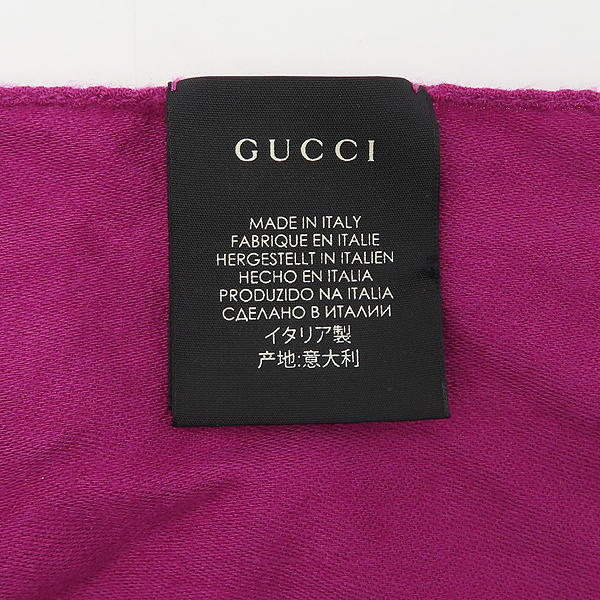 GUCCI
MADE IN ITALY
FABRIQUE EN ITALIE
HERGESTELLT IN ITALIEN
HECHO EN ITALIA
PRODUZIDO NA ITALIA
СДЕЛАНО В ИТАЛИИ
イタリア製
产地:意大利